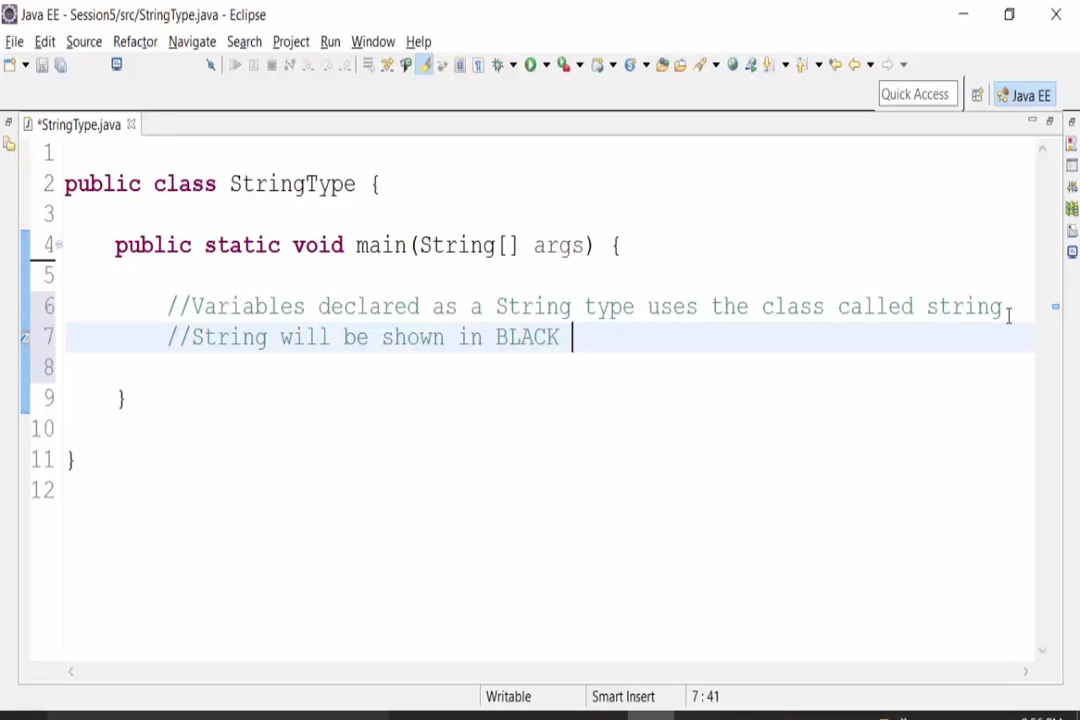 Java EE - Session5/src/StringType.java - Eclipse
File Edit Source Refactor Navigate Search Project Run Window Help
Quick Access
Java EE
*StringType.java
1
2 public class StringType {
3
4 public static void main(String[] args) {
5
6 //Variables declared as a String type uses the class called string
7 //String will be shown in BLACK
8
9 }
10
11 }
12
Writable Smart Insert 7 : 41